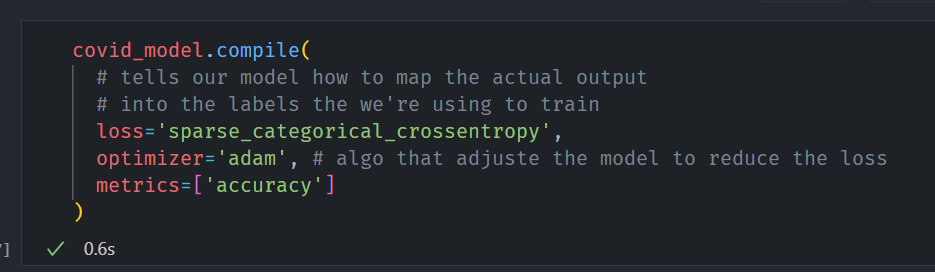 covid_model.compile(
# tells our model how to map the actual output
# into the labels the we're using to train
loss='sparse_categorical_crossentropy',
optimizer='adam', # algo that adjuste the model to reduce the loss
metrics=['accuracy']
)
] ✓ 0.6s